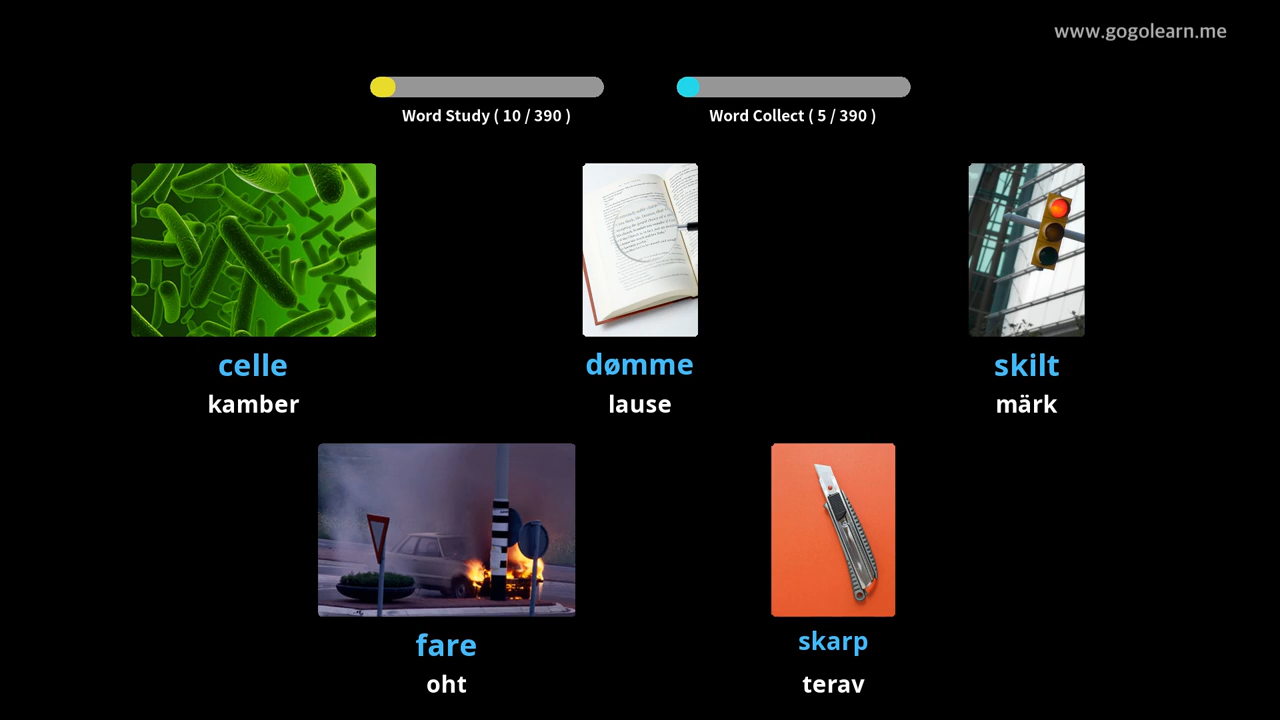 www.gogolearn.me
Word Study ( 10 / 390 )
Word Collect ( 5 / 390 )
celle
kamber
dømme
lause
skilt
märk
fare
oht
skarp
terav